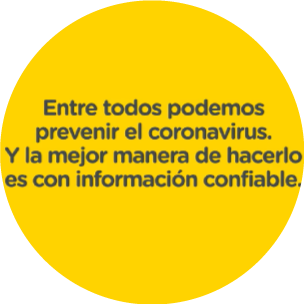 Entre todos podemos
prevenir el coronavirus.
Y la mejor manera de hacerlo
es con información confiable.